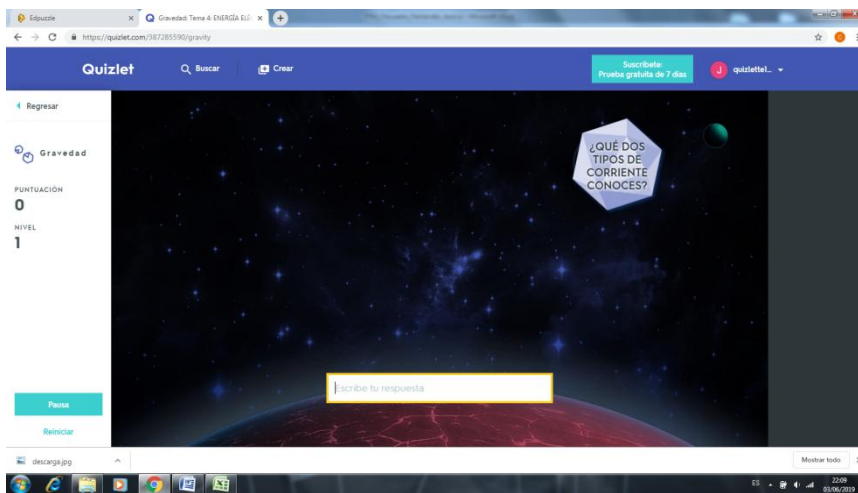 Edpuzzle
Gravedad: Tema 4: ENERGÍA ELÉ
https://quizlet.com/387285590/gravity
Quizlet
Buscar
Crear
Suscríbete:
Prueba gratuita de 7 días
J
quizlettel...
Regresar
Gravedad
PUNTUACIÓN
0
NIVEL
1
¿QUÉ DOS
TIPOS DE
CORRIENTE
CONOCES?
Escribe tu respuesta
Pausa
Reiniciar
descarga.jpg
Mostrar todo
ES
22:09
03/06/2019